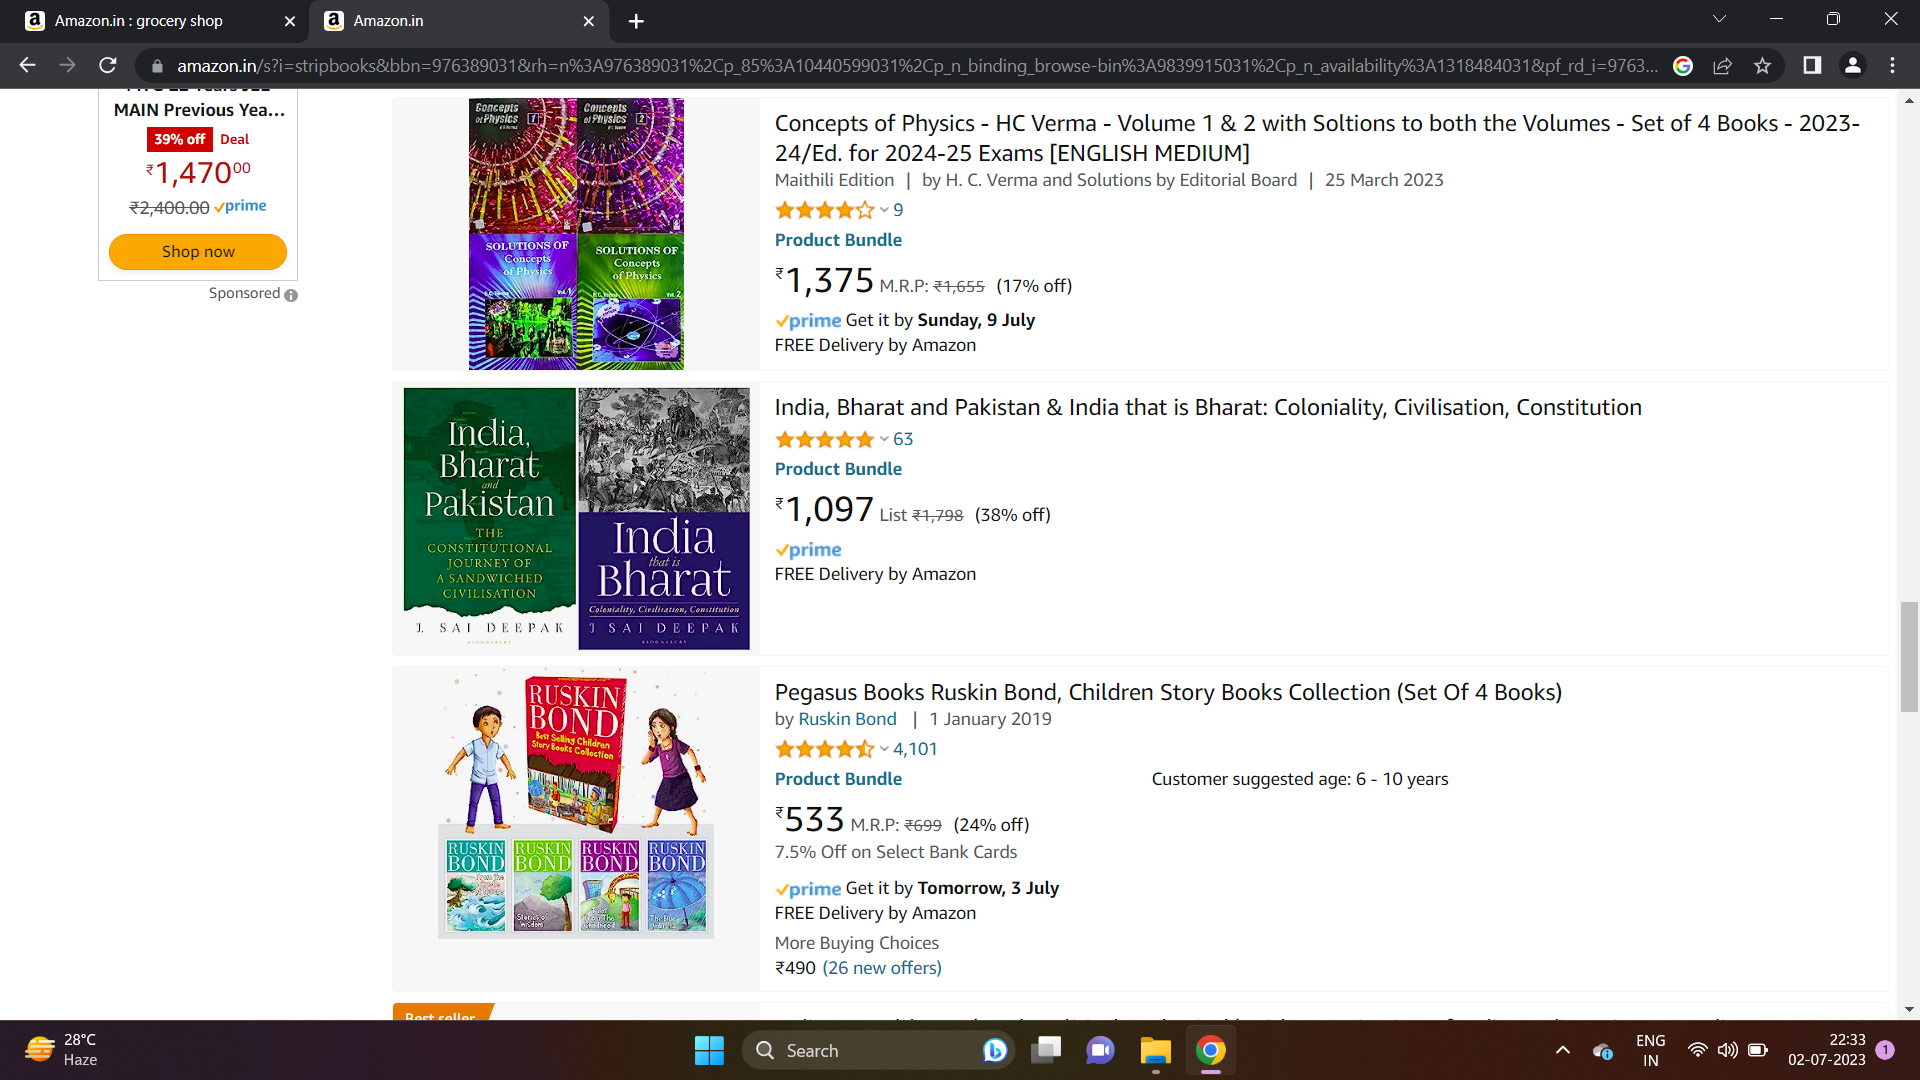 Amazon.in : grocery shop
Amazon.in
amazon.in/s?i=stripbooks&bbn=976389031&rh=n%3A976389031%2Cp_85%3A10440599031%2Cp_n_binding_browse-bin%3A9839915031%2Cp_n_availability%3A1318484031&pf_rd_i=9763...
MAIN Previous Yea...
39% off Deal
₹1,47000
₹2,400.00 prime
Shop now
Sponsored
Concepts of Physics 1
Concepts of Physics 2
SOLUTIONS OF Concepts of Physics
SOLUTIONS OF Concepts of Physics
Concepts of Physics - HC Verma - Volume 1 & 2 with Soltions to both the Volumes - Set of 4 Books - 2023-
24/Ed. for 2024-25 Exams [ENGLISH MEDIUM]
Maithili Edition | by H. C. Verma and Solutions by Editorial Board | 25 March 2023
9
Product Bundle
₹1,375 M.R.P: ₹1,655 (17% off)
prime Get it by Sunday, 9 July
FREE Delivery by Amazon
India,
Bharat
and
Pakistan
THE
CONSTITUTIONAL
JOURNEY OF
A SANDWICHED
CIVILISATION
J. SAI DEEPAK
India
that is
Bharat
Coloniality, Civilisation, Constitution
J SAI DEEPAK
India, Bharat and Pakistan & India that is Bharat: Coloniality, Civilisation, Constitution
63
Product Bundle
₹1,097 List ₹1,798 (38% off)
prime
FREE Delivery by Amazon
RUSKIN
BOND
Best Selling Children
Story Books Collection
RUSKIN BOND
RUSKIN BOND
Stories of Wisdom
RUSKIN BOND
RUSKIN BOND
Pegasus Books Ruskin Bond, Children Story Books Collection (Set Of 4 Books)
by Ruskin Bond | 1 January 2019
4,101
Product Bundle Customer suggested age: 6 - 10 years
₹533 M.R.P: ₹699 (24% off)
7.5% Off on Select Bank Cards
prime Get it by Tomorrow, 3 July
FREE Delivery by Amazon
More Buying Choices
₹490 (26 new offers)
Best seller
28°C
Haze
Search
ENG
IN
22:33
02-07-2023
1